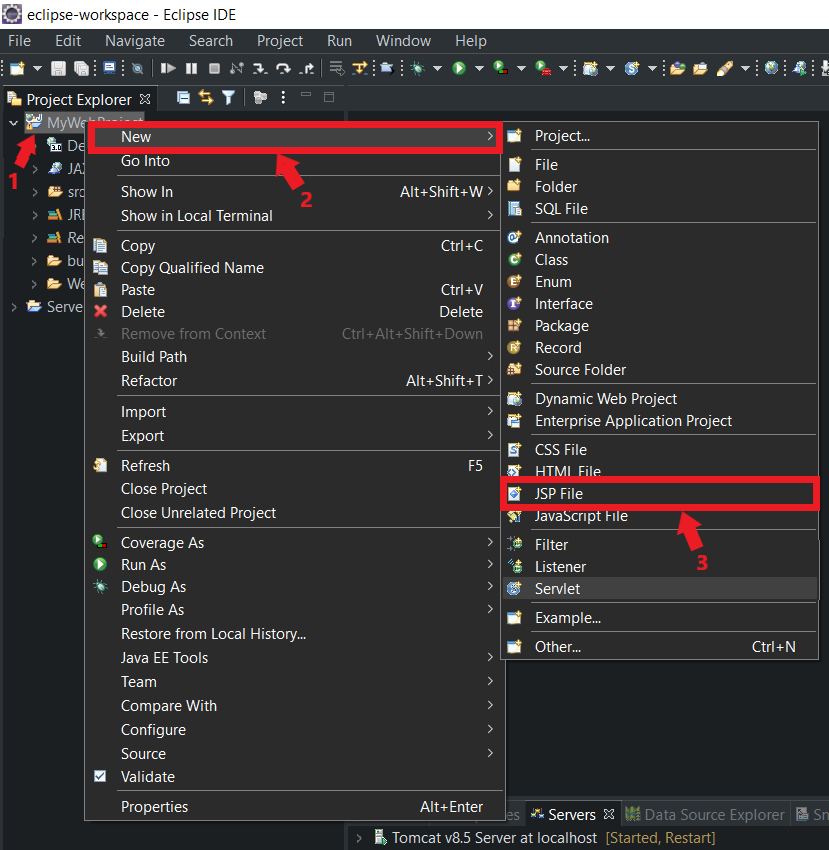 eclipse-workspace - Eclipse IDE
File Edit Navigate Search Project Run Window Help
Project Explorer
MyWebProject
De
JAX
src
JRE
Re
bu
We
Serve
1
New
2
Go Into
Show In Alt+Shift+W
Show in Local Terminal
Copy Ctrl+C
Copy Qualified Name
Paste Ctrl+V
Delete Delete
Remove from Context Ctrl+Alt+Shift+Down
Build Path
Refactor Alt+Shift+T
Import
Export
Refresh F5
Close Project
Close Unrelated Project
Coverage As
Run As
Debug As
Profile As
Restore from Local History...
Java EE Tools
Team
Compare With
Configure
Source
Validate
Properties Alt+Enter
Project...
File
Folder
SQL File
Annotation
Class
Enum
Interface
Package
Record
Source Folder
Dynamic Web Project
Enterprise Application Project
CSS File
HTML File
JSP File
JavaScript File
3
Filter
Listener
Servlet
Example...
Other... Ctrl+N
es Servers Data Source Explorer Sn
Tomcat v8.5 Server at localhost [Started, Restart]